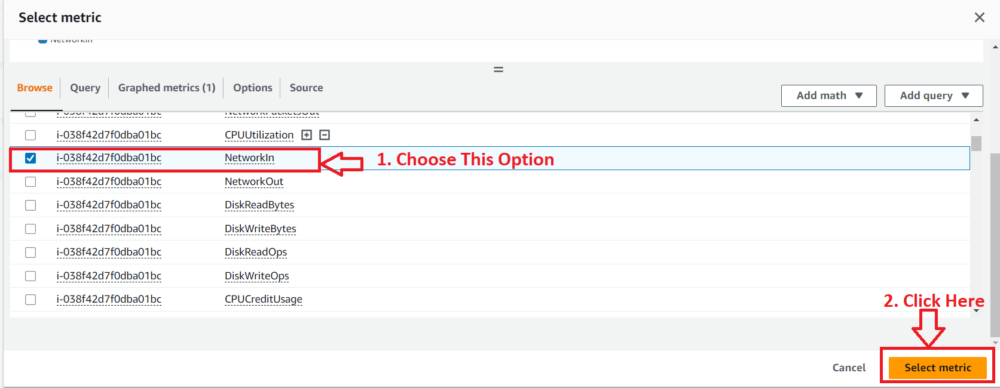 Select metric
NetworkIn
Browse Query Graphed metrics (1) Options Source
Add math Add query
i-038f42d7f0dba01bc NetworkPacketsOut
i-038f42d7f0dba01bc CPUUtilization
i-038f42d7f0dba01bc NetworkIn 1. Choose This Option
i-038f42d7f0dba01bc NetworkOut
i-038f42d7f0dba01bc DiskReadBytes
i-038f42d7f0dba01bc DiskWriteBytes
i-038f42d7f0dba01bc DiskReadOps
i-038f42d7f0dba01bc DiskWriteOps
i-038f42d7f0dba01bc CPUCreditUsage
2. Click Here
Cancel Select metric